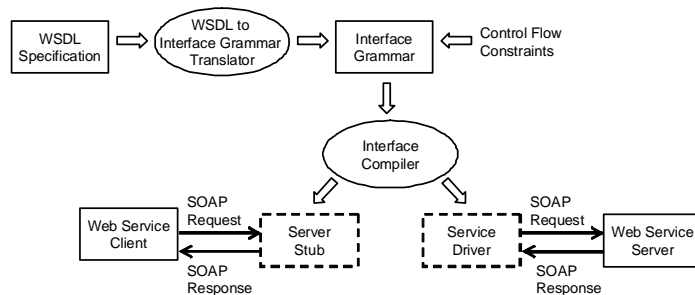 WSDL
Specification
WSDL to
Interface Grammar
Translator
Interface
Grammar
Control Flow
Constraints
Interface
Compiler
Web Service
Client
SOAP
Request
SOAP
Response
Server
Stub
Service
Driver
SOAP
Request
SOAP
Response
Web Service
Server